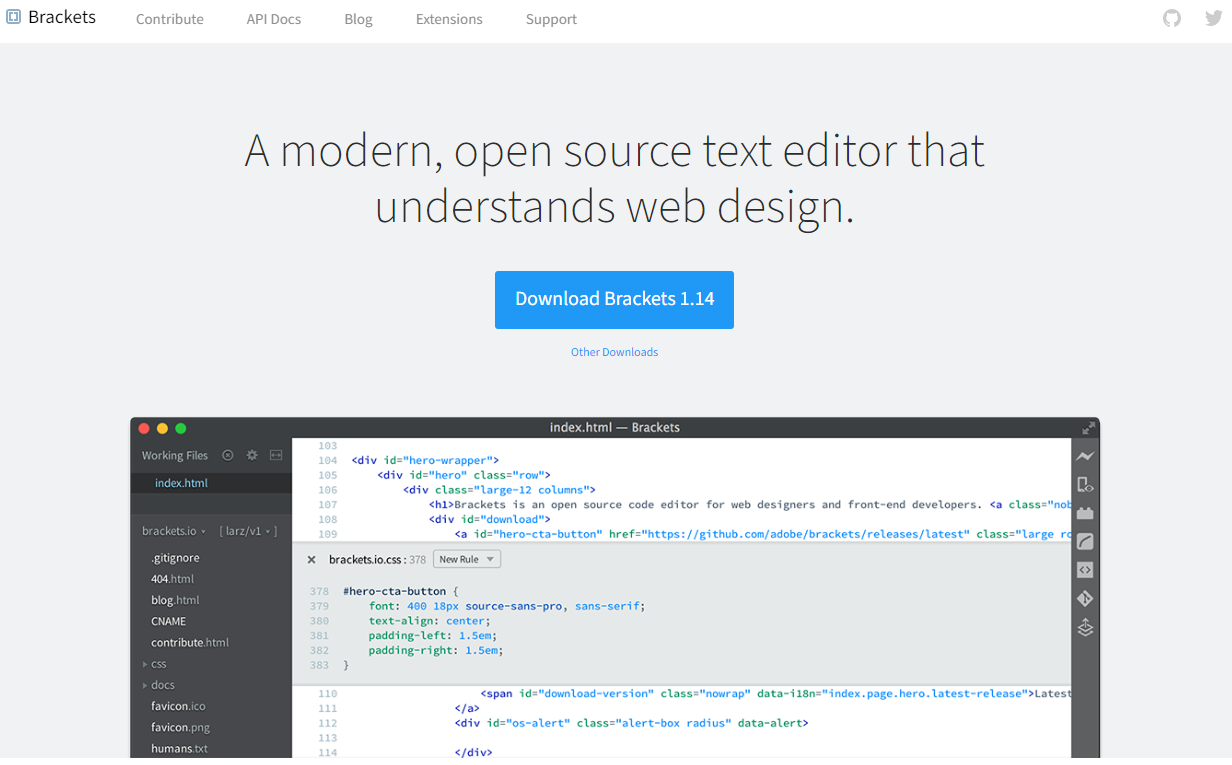 Brackets
Contribute
API Docs
Blog
Extensions
Support
A modern, open source text editor that
understands web design.
Download Brackets 1.14
Other Downloads
index.html — Brackets
Working Files
index.html
brackets.io
[ larz/v1 ]
.gitignore
404.html
blog.html
CNAME
contribute.html
css
docs
favicon.ico
favicon.png
humans.txt
103
104 <div id="hero-wrapper">
105 <div id="hero" class="row">
106 <div class="large-12 columns">
107 <h1>Brackets is an open source code editor for web designers and front-end developers. <a class="nob
108 <div id="download">
109 <a id="hero-cta-button" href="https://github.com/adobe/brackets/releases/latest" class="large ro
brackets.io.css : 378 New Rule
378 #hero-cta-button {
379 font: 400 18px source-sans-pro, sans-serif;
380 text-align: center;
381 padding-left: 1.5em;
382 padding-right: 1.5em;
383 }
110 <span id="download-version" class="nowrap" data-i18n="index.page.hero.latest-release">Latest
111 </a>
112 <div id="os-alert" class="alert-box radius" data-alert>
113
114 </div>